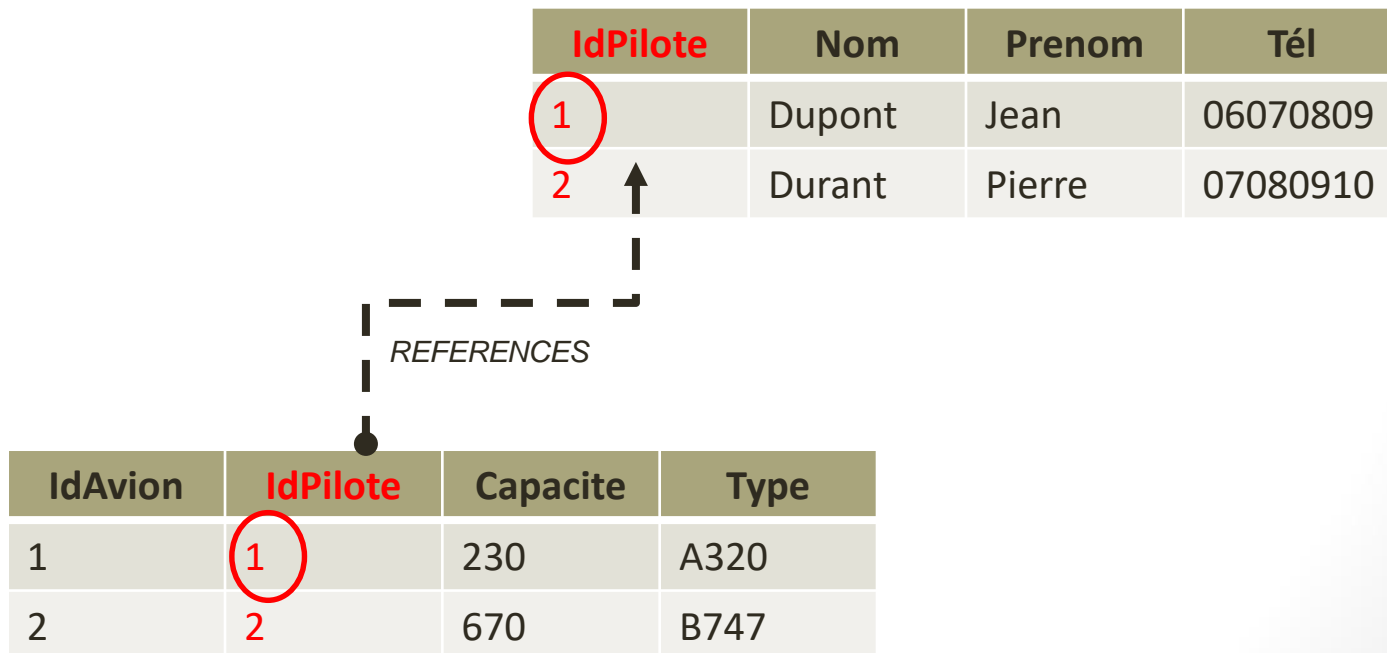 IdPilote Nom Prenom Tél
1 Dupont Jean 06070809
2 Durant Pierre 07080910
REFERENCES
IdAvion IdPilote Capacite Type
1 1 230 A320
2 2 670 B747